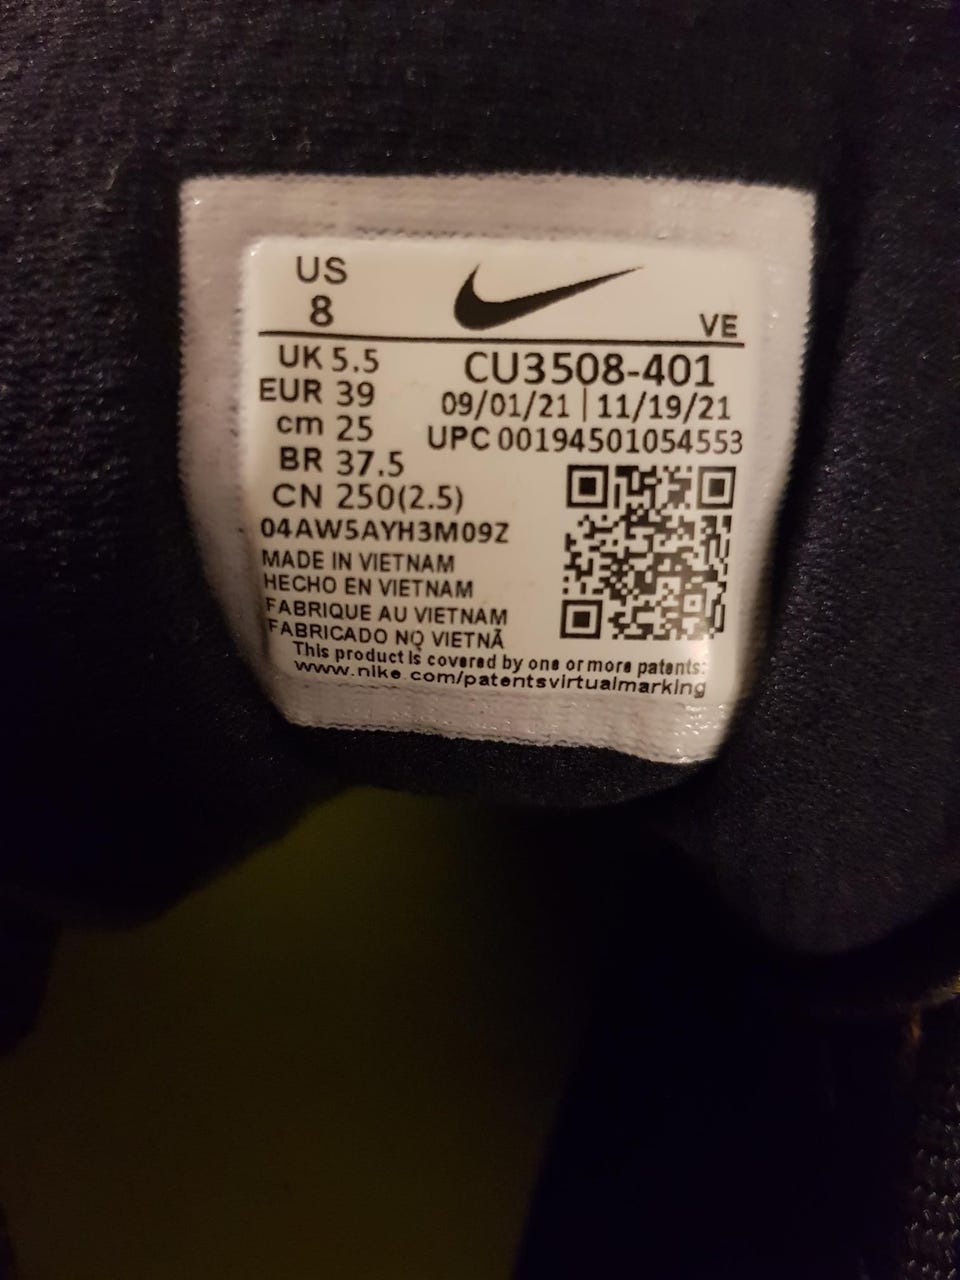 US
8
VE
UK 5.5
CU3508-401
EUR 39
09/01/21 | 11/19/21
cm 25
UPC 00194501054553
BR 37.5
CN 250(2.5)
04AW5AYH3M09Z
MADE IN VIETNAM
HECHO EN VIETNAM
FABRIQUE AU VIETNAM
FABRICADO NO VIETNÃ
This product is covered by one or more patents:
www.nike.com/patentsvirtualmarking